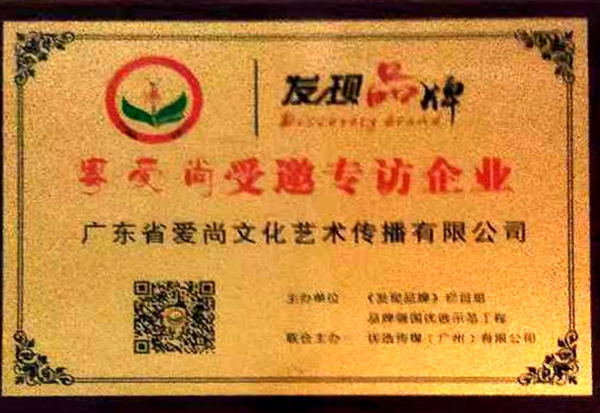 发现品牌
Discovery brand
寡爱尚受邀专访企业
广东省爱尚文化艺术传播有限公司
主办单位 《发现品牌》栏目组
品牌强国优选示范工程
联合主办: 优选传媒（广州）有限公司